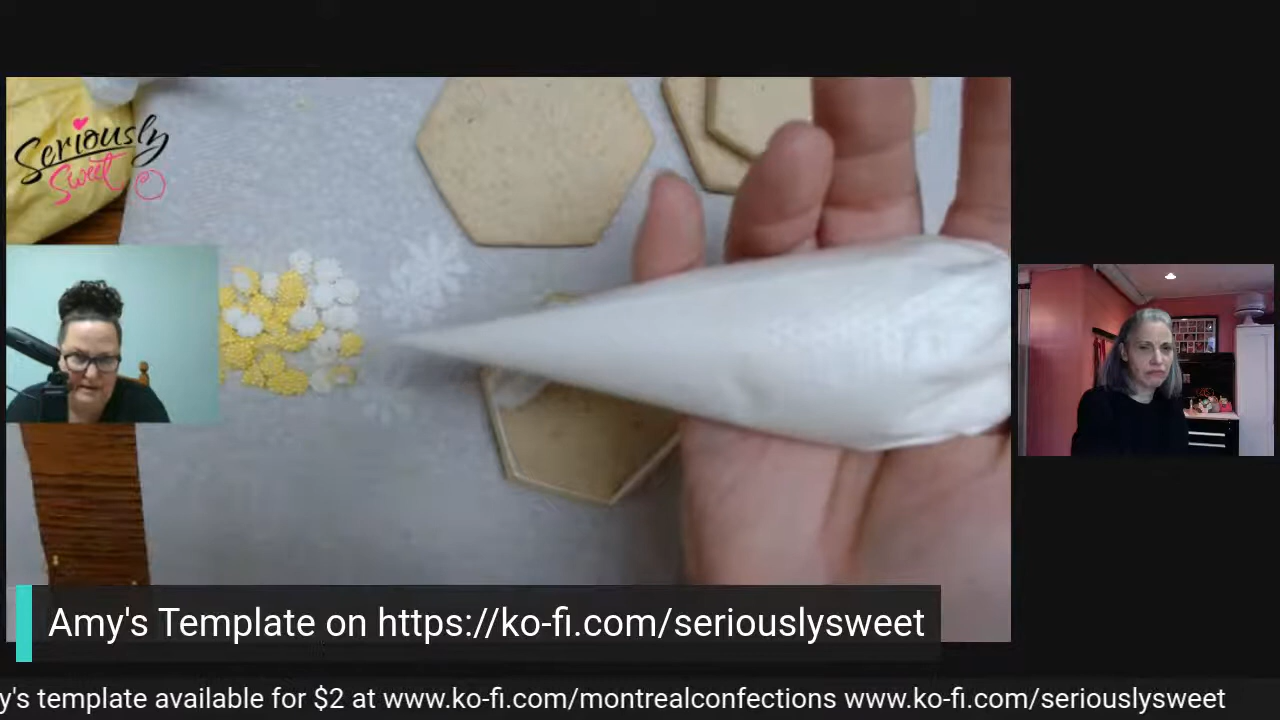 Seriously
Sweet
Amy's Template on https://ko-fi.com/seriouslysweet
y's template available for $2 at www.ko-fi.com/montrealconfections www.ko-fi.com/seriouslysweet